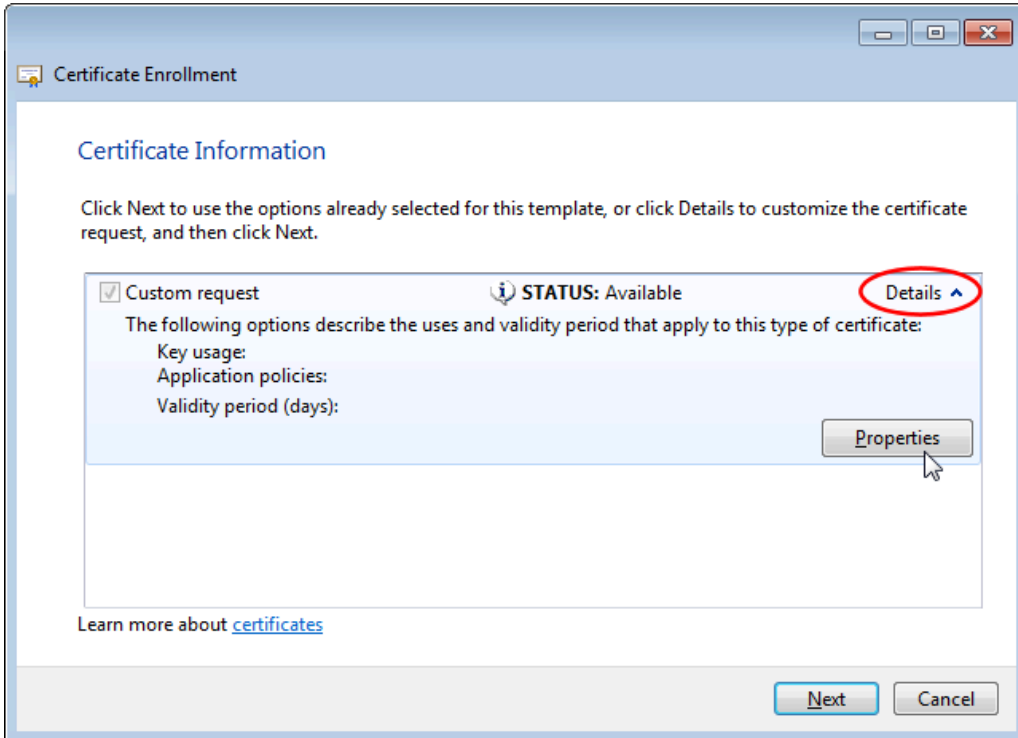 Certificate Enrollment
Certificate Information
Click Next to use the options already selected for this template, or click Details to customize the certificate
request, and then click Next.
Custom request STATUS: Available Details
The following options describe the uses and validity period that apply to this type of certificate:
Key usage:
Application policies:
Validity period (days):
Properties
Learn more about certificates
Next Cancel